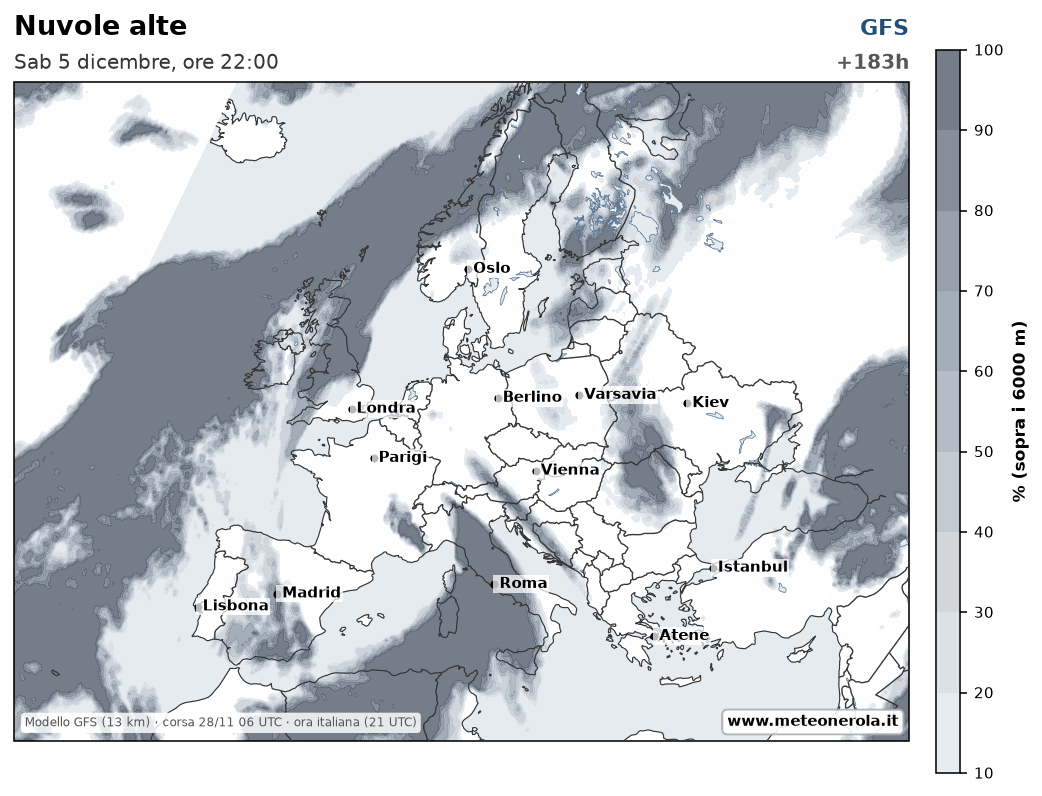 Nuvole alte
GFS
Sab 5 dicembre, ore 22:00
+183h
100
90
80
70
60
50
40
30
20
10
% (sopra i 6000 m)
Oslo
Londra
Berlino
Varsavia
Kiev
Parigi
Vienna
Istanbul
Roma
Madrid
Lisbona
Atene
Modello GFS (13 km) · corsa 28/11 06 UTC · ora italiana (21 UTC)
www.meteonerola.it